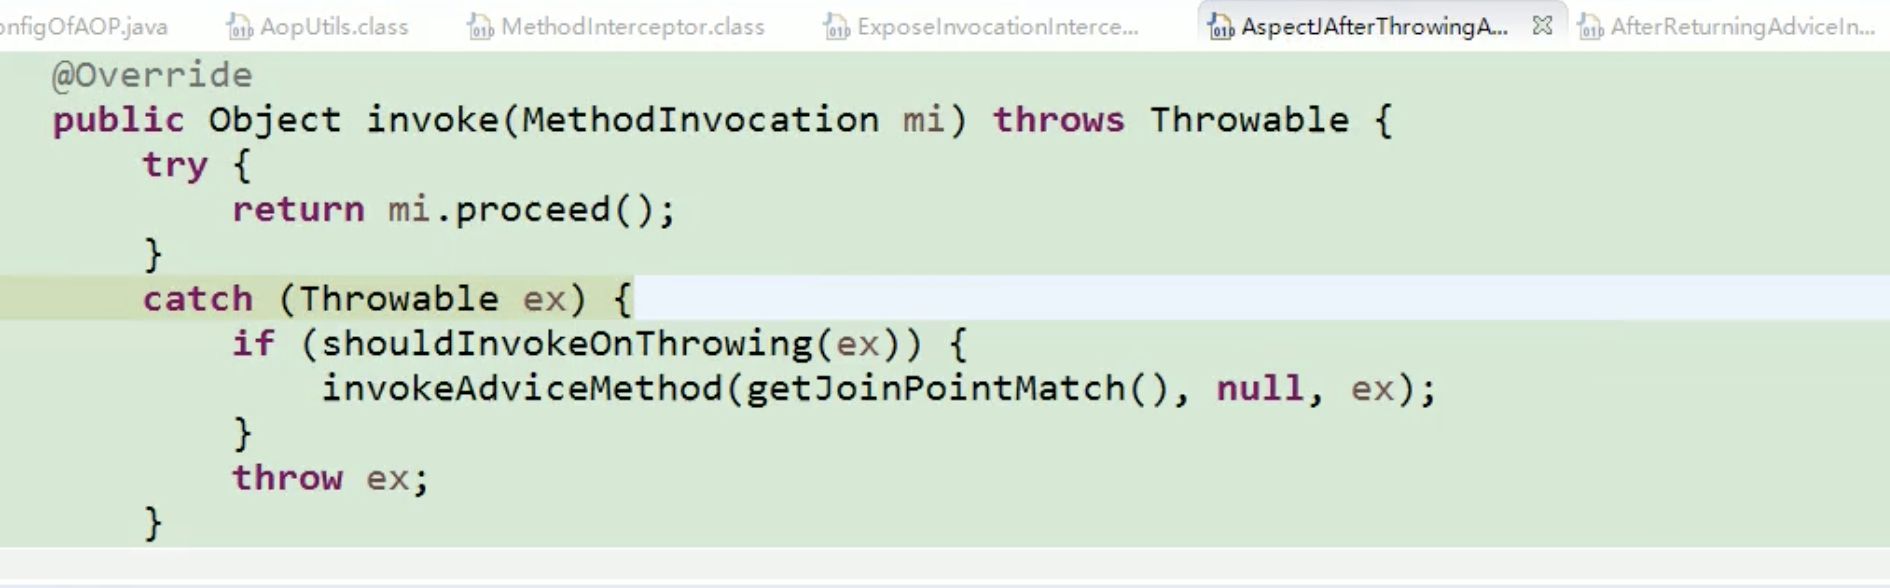 onfigOfAOP.java AopUtils.class MethodInterceptor.class ExposeInvocationInterce... AspectJAfterThrowingA... AfterReturningAdviceIn...
@Override
public Object invoke(MethodInvocation mi) throws Throwable {
try {
return mi.proceed();
}
catch (Throwable ex) {
if (shouldInvokeOnThrowing(ex)) {
invokeAdviceMethod(getJoinPointMatch(), null, ex);
}
throw ex;
}